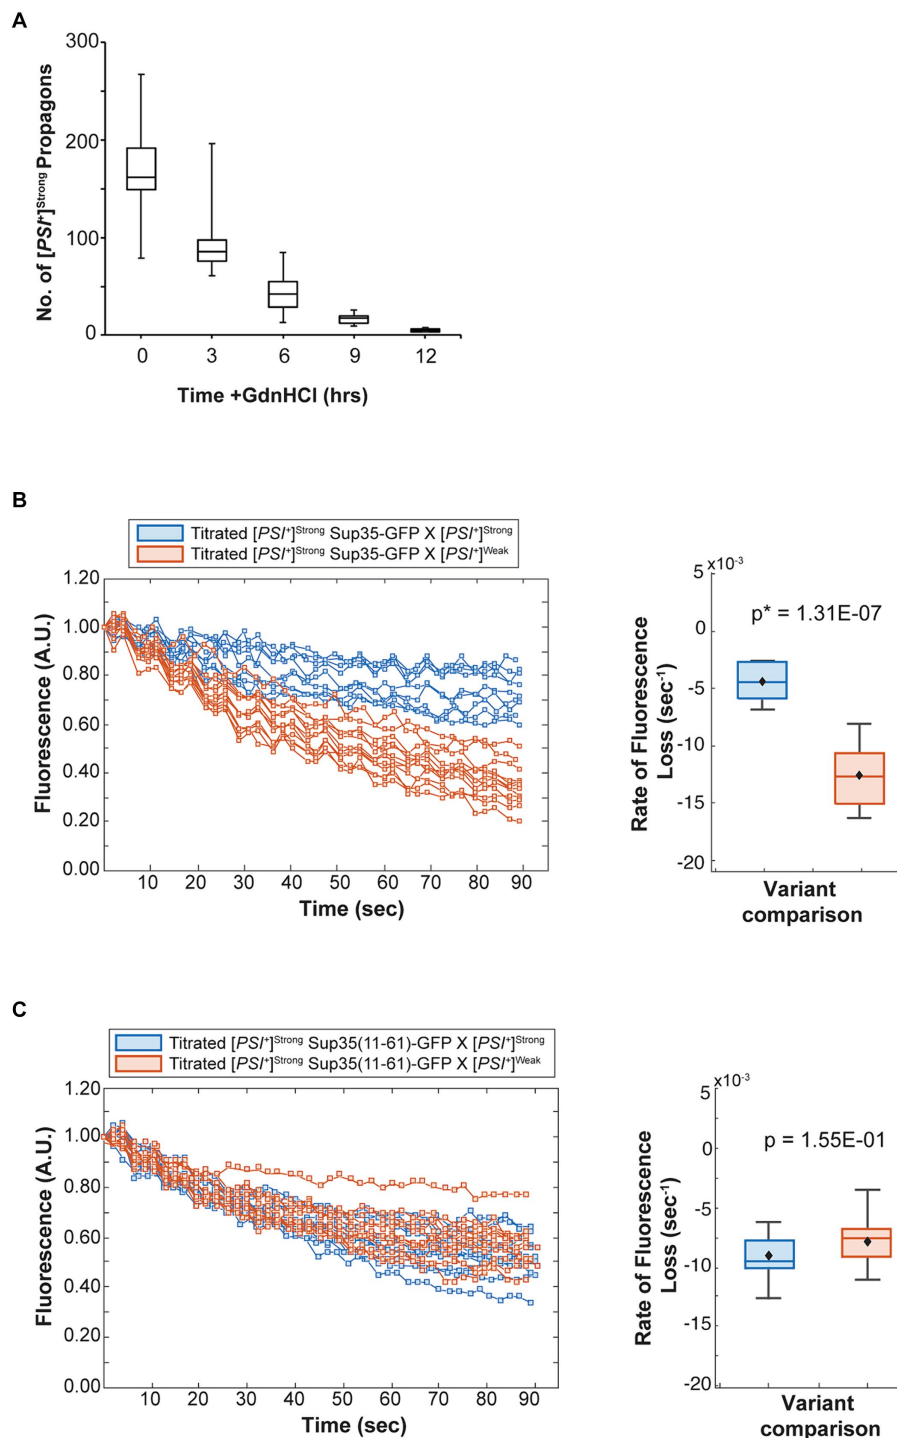 A
300
200
100
0
No. of [PSI+]Strong Propagons
0 3 6 9 12
Time +GdnHCl (hrs)
B
Titrated [PSI+]Strong Sup35-GFP X [PSI+]Strong
Titrated [PSI+]Strong Sup35-GFP X [PSI+]Weak
1.20
1.00
0.80
0.60
0.40
0.20
0.00
Fluorescence (A.U.)
10 20 30 40 50 60 70 80 90
Time (sec)
x10-3
5
0
-5
-10
-15
-20
Rate of Fluorescence
Loss (sec-1)
p* = 1.31E-07
Variant
comparison
C
Titrated [PSI+]Strong Sup35(11-61)-GFP X [PSI+]Strong
Titrated [PSI+]Strong Sup35(11-61)-GFP X [PSI+]Weak
1.20
1.00
0.80
0.60
0.40
0.20
0.00
Fluorescence (A.U.)
10 20 30 40 50 60 70 80 90
Time (sec)
x10-3
5
0
-5
-10
-15
-20
Rate of Fluorescence
Loss (sec-1)
p = 1.55E-01
Variant
comparison